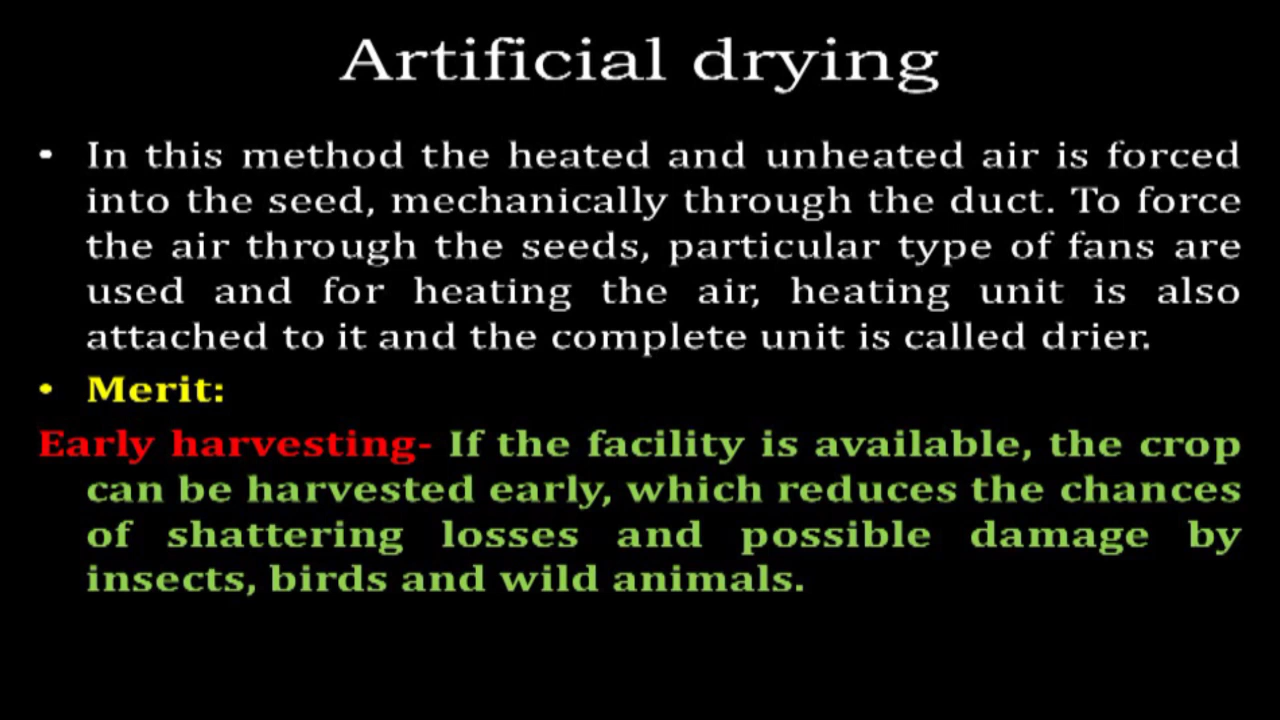 Artificial drying
• In this method the heated and unheated air is forced
into the seed, mechanically through the duct. To force
the air through the seeds, particular type of fans are
used and for heating the air, heating unit is also
attached to it and the complete unit is called drier.
• Merit:
Early harvesting- If the facility is available, the crop
can be harvested early, which reduces the chances
of shattering losses and possible damage by
insects, birds and wild animals.